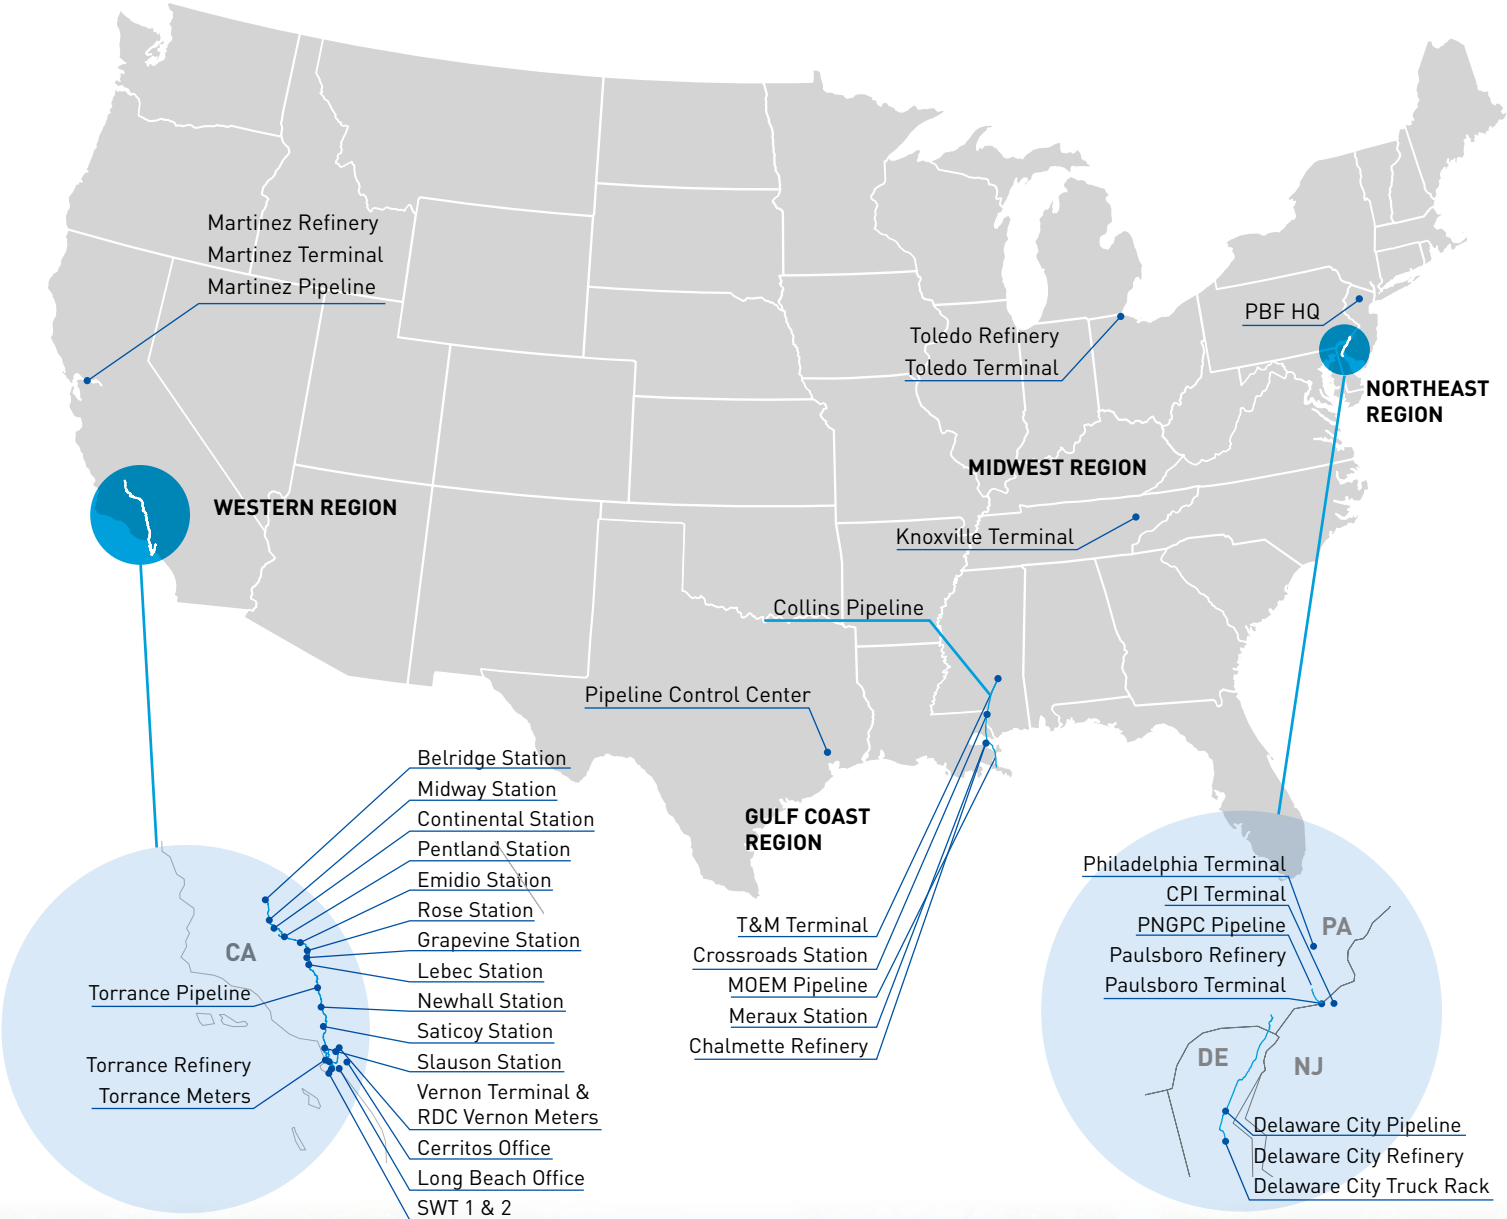 Martinez Refinery
Martinez Terminal
Martinez Pipeline
PBF HQ
Toledo Refinery
Toledo Terminal
NORTHEAST
REGION
MIDWEST REGION
WESTERN REGION
Knoxville Terminal
Collins Pipeline
Pipeline Control Center
GULF COAST
REGION
Belridge Station
Midway Station
Continental Station
Pentland Station
Emidio Station
Rose Station
Grapevine Station
Lebec Station
Newhall Station
Saticoy Station
Slauson Station
Vernon Terminal &
RDC Vernon Meters
Cerritos Office
Long Beach Office
SWT 1 & 2
CA
Torrance Pipeline
Torrance Refinery
Torrance Meters
T&M Terminal
Crossroads Station
MOEM Pipeline
Meraux Station
Chalmette Refinery
Philadelphia Terminal
CPI Terminal
PNGPC Pipeline
Paulsboro Refinery
Paulsboro Terminal
PA
DE
NJ
Delaware City Pipeline
Delaware City Refinery
Delaware City Truck Rack